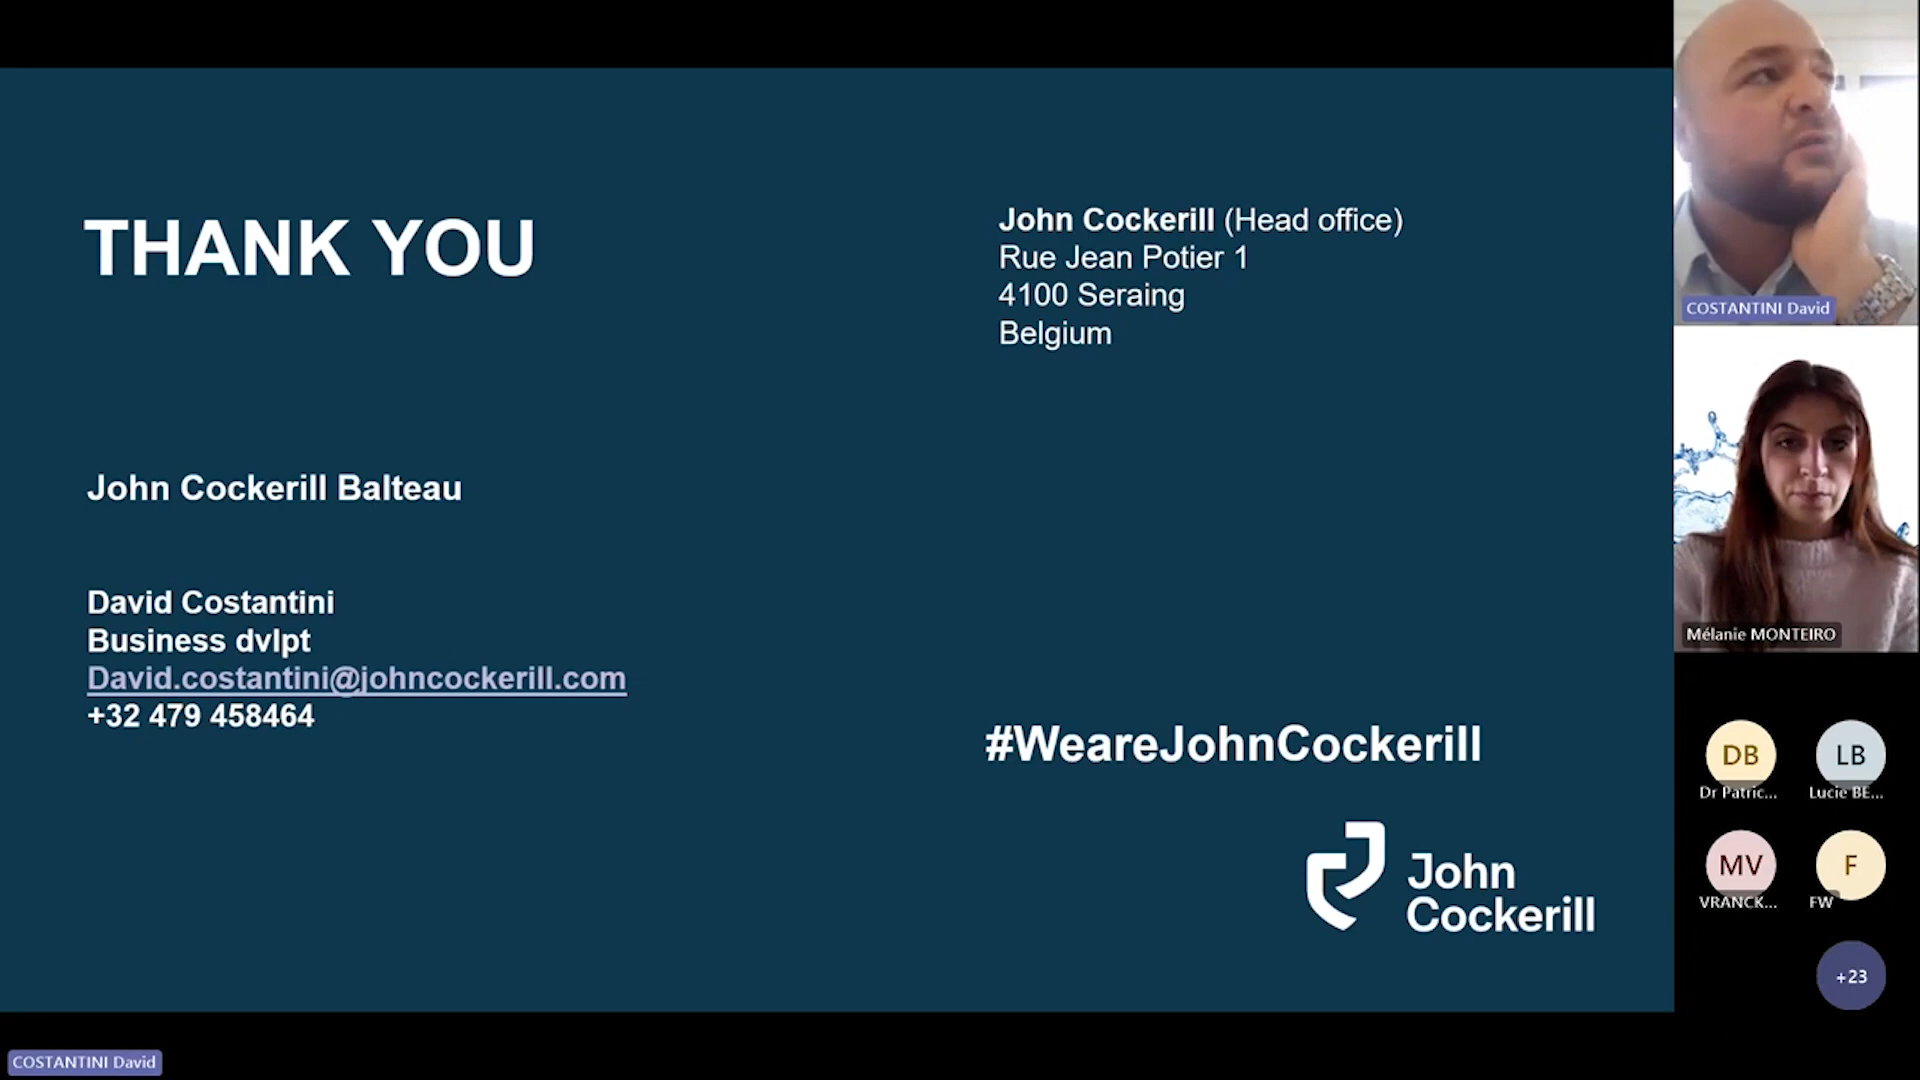 THANK YOU
John Cockerill (Head office)
Rue Jean Potier 1
4100 Seraing
Belgium
John Cockerill Balteau
David Costantini
Business dvlpt
David.costantini@johncockerill.com
+32 479 458464
#WeareJohnCockerill
John
Cockerill
COSTANTINI David
Mélanie MONTEIRO
DB
LB
Dr Patric...
Lucie BE...
MV
F
VRANCK...
FW
+23
COSTANTINI David